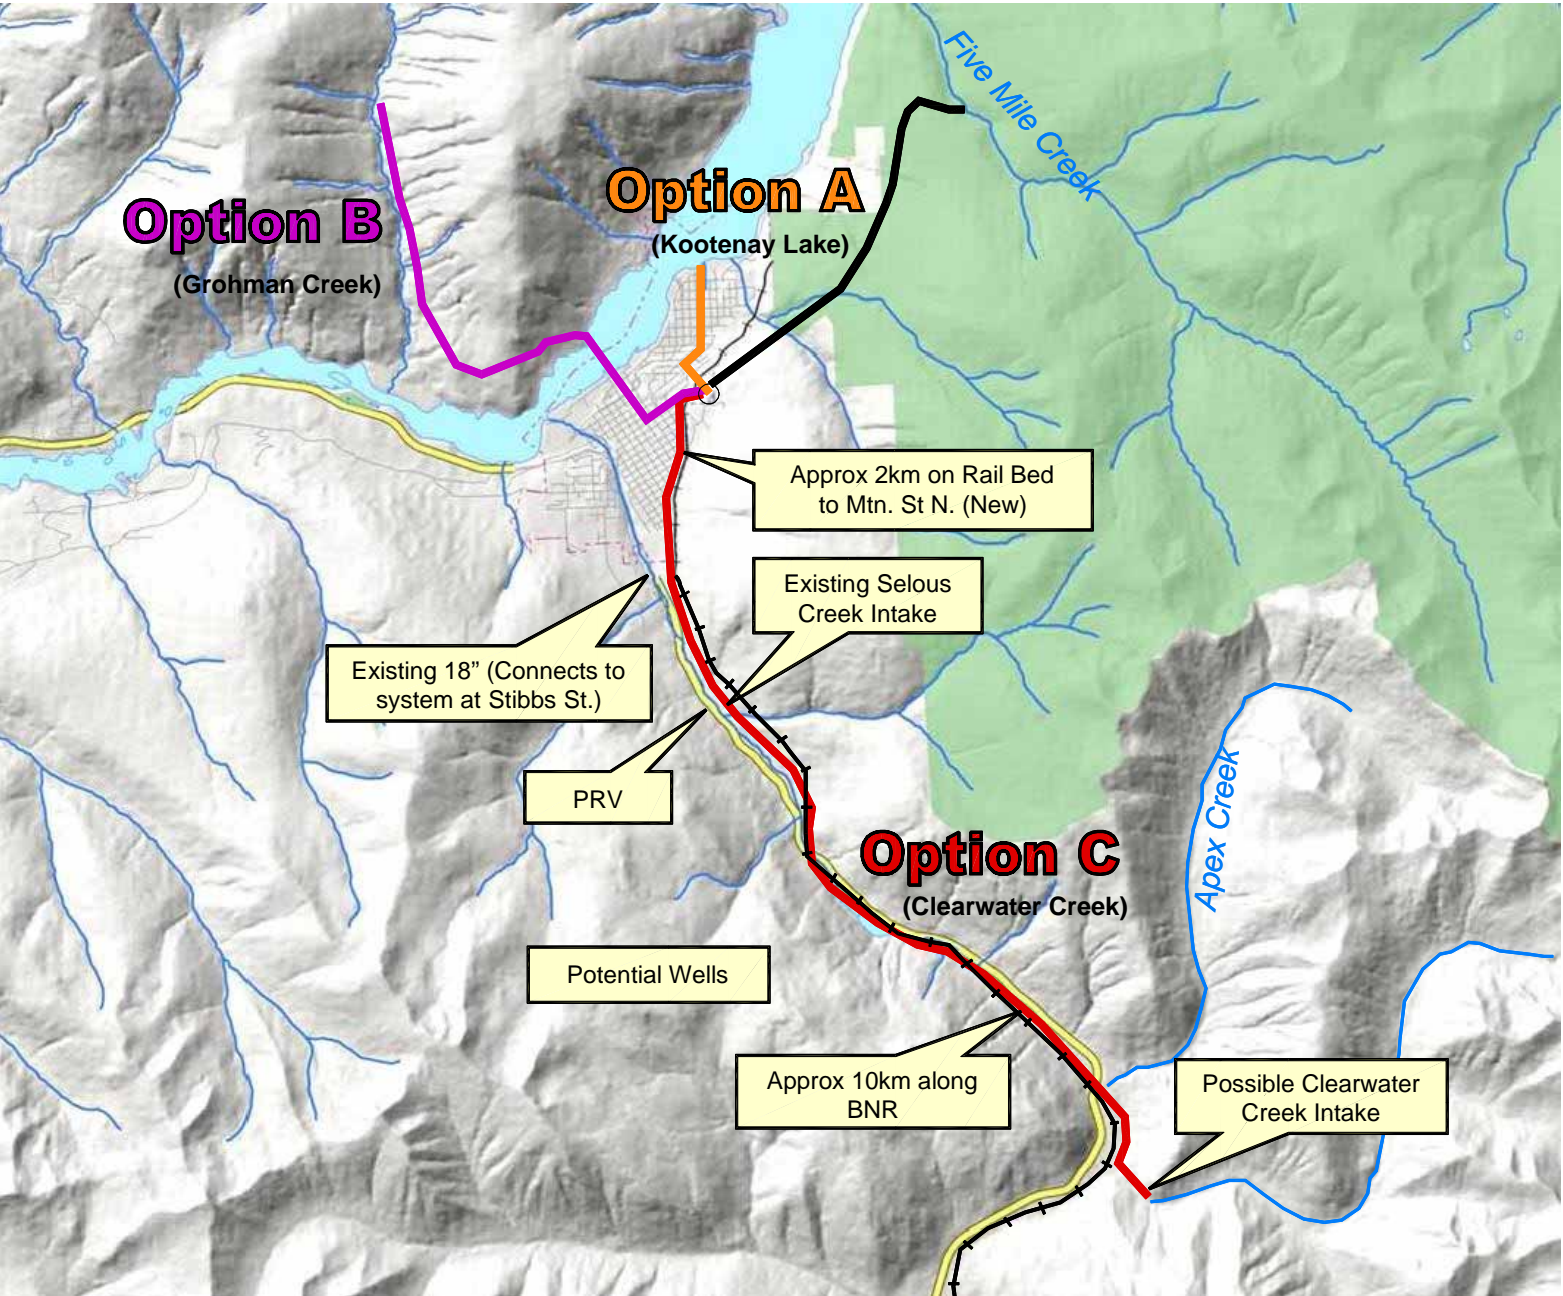 Five Mile Creek
Option A
(Kootenay Lake)
Option B
(Grohman Creek)
Approx 2km on Rail Bed
to Mtn. St N. (New)
Existing Selous
Creek Intake
Existing 18” (Connects to
system at Stibbs St.)
PRV
Apex Creek
Option C
(Clearwater Creek)
Potential Wells
Approx 10km along
BNR
Possible Clearwater
Creek Intake